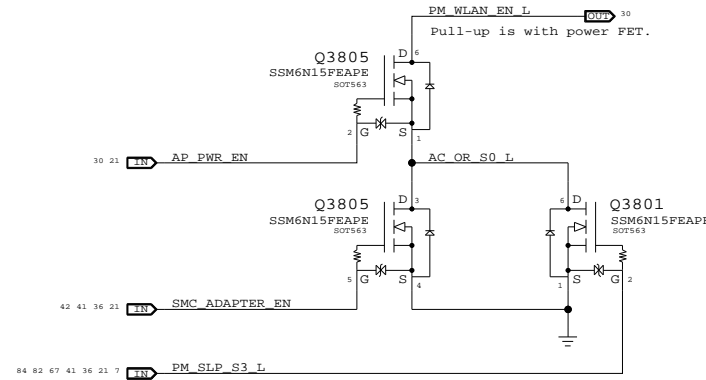 PM_WLAN_EN_L
OUT 30
Pull-up is with power FET.
D 6
Q3805
SSM6N15FEAPE
SOT563
2 G S 1
30 21 IN AP_PWR_EN
AC_OR_S0_L
D 3
Q3805
SSM6N15FEAPE
SOT563
5 G S 4
6 D
Q3801
SSM6N15FEAPE
SOT563
1 S G 2
42 41 36 21 IN SMC_ADAPTER_EN
84 82 67 41 36 21 7 IN PM_SLP_S3_L